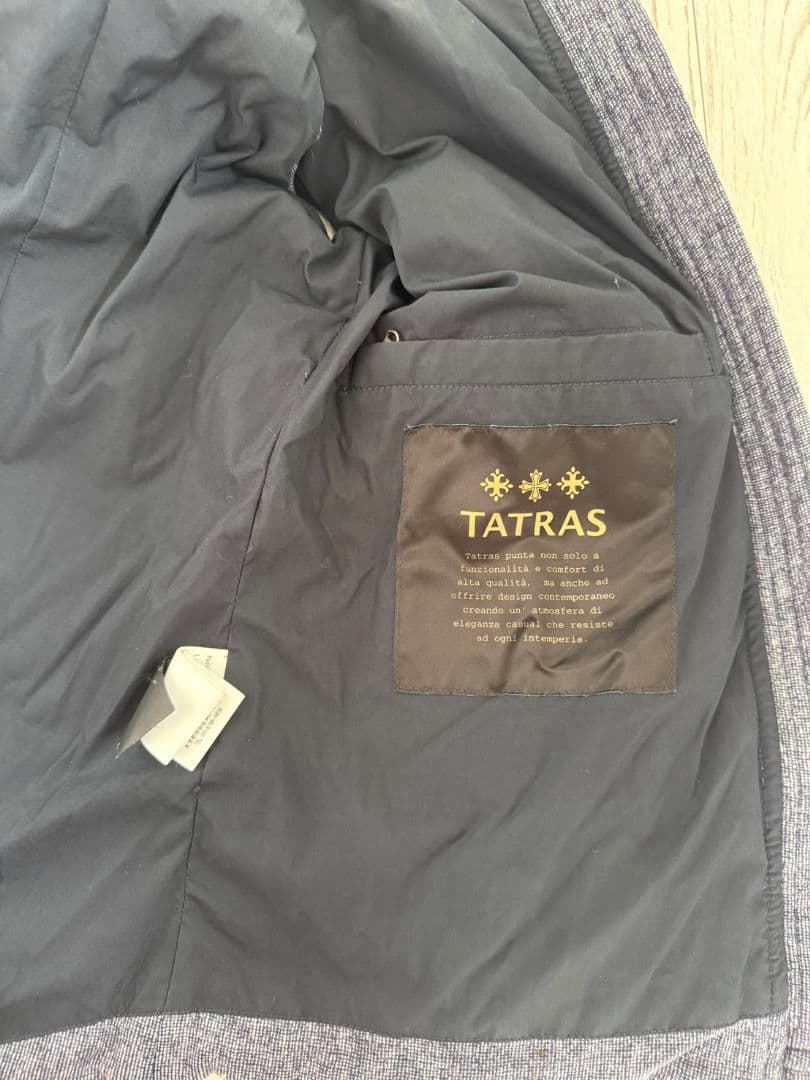 TATRAS
Tatras punta non solo a
funzionalità e comfort di
alta qualità, ma anche ad
offrire design contemporaneo
creando un' atmosfera di
eleganza casual che resiste
ad ogni intemperia.